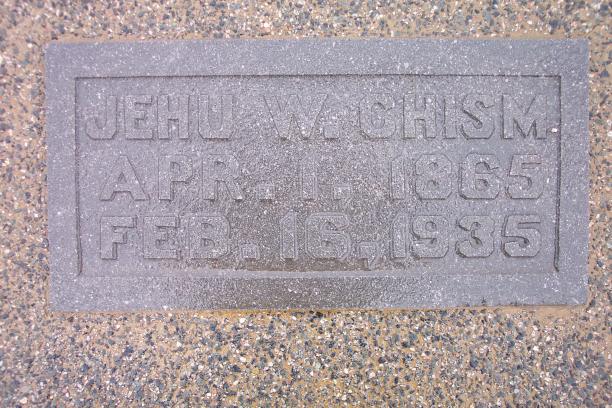 JEHU W. CHISM
APR. 1. 1865
FEB. 16, 1935